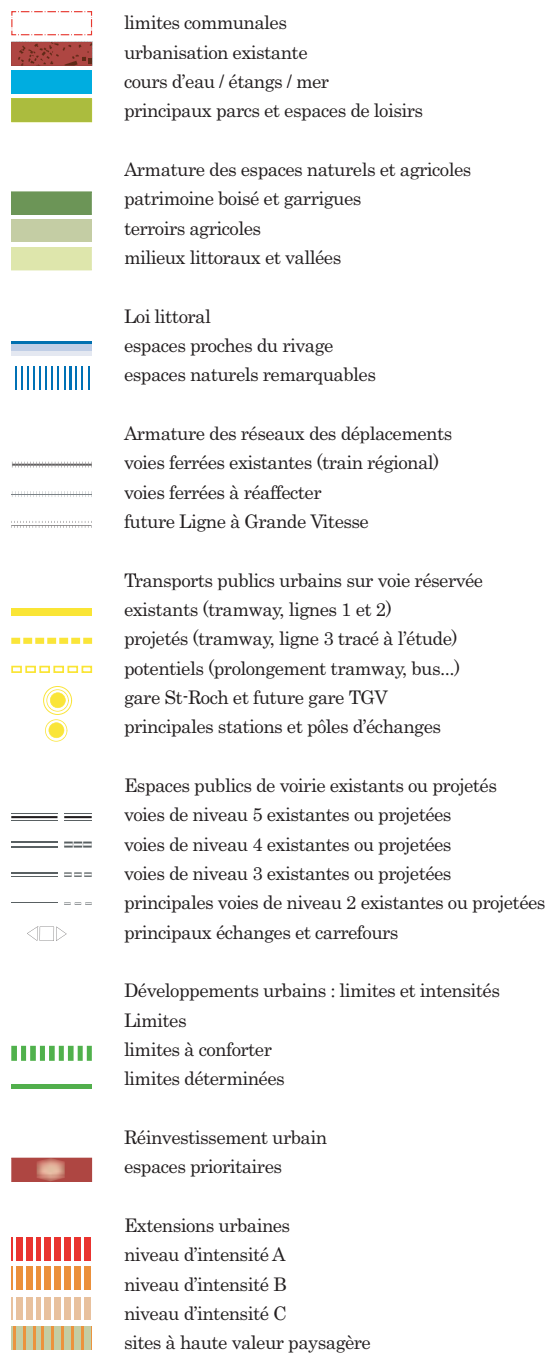 limites communales
urbanisation existante
cours d'eau / étangs / mer
principaux parcs et espaces de loisirs
Armature des espaces naturels et agricoles
patrimoine boisé et garrigues
terroirs agricoles
milieux littoraux et vallées
Loi littoral
espaces proches du rivage
espaces naturels remarquables
Armature des réseaux des déplacements
voies ferrées existantes (train régional)
voies ferrées à réaffecter
future Ligne à Grande Vitesse
Transports publics urbains sur voie réservée
existants (tramway, lignes 1 et 2)
projetés (tramway, ligne 3 tracé à l'étude)
potentiels (prolongement tramway, bus...)
gare St-Roch et future gare TGV
principales stations et pôles d'échanges
Espaces publics de voirie existants ou projetés
voies de niveau 5 existantes ou projetées
voies de niveau 4 existantes ou projetées
voies de niveau 3 existantes ou projetées
principales voies de niveau 2 existantes ou projetées
principaux échanges et carrefours
Développements urbains : limites et intensités
Limites
limites à conforter
limites déterminées
Réinvestissement urbain
espaces prioritaires
Extensions urbaines
niveau d'intensité A
niveau d'intensité B
niveau d'intensité C
sites à haute valeur paysagère